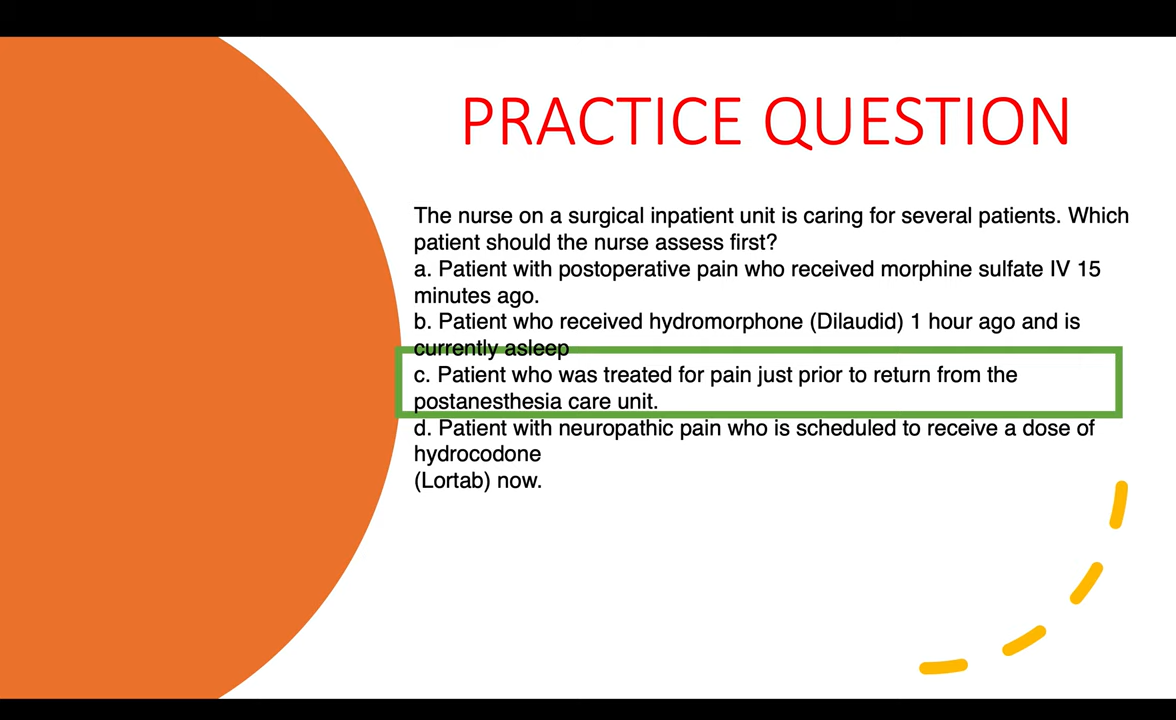 PRACTICE QUESTION
The nurse on a surgical inpatient unit is caring for several patients. Which
patient should the nurse assess first?
a. Patient with postoperative pain who received morphine sulfate IV 15
minutes ago.
b. Patient who received hydromorphone (Dilaudid) 1 hour ago and is
currently asleep
c. Patient who was treated for pain just prior to return from the
postanesthesia care unit.
d. Patient with neuropathic pain who is scheduled to receive a dose of
hydrocodone
(Lortab) now.